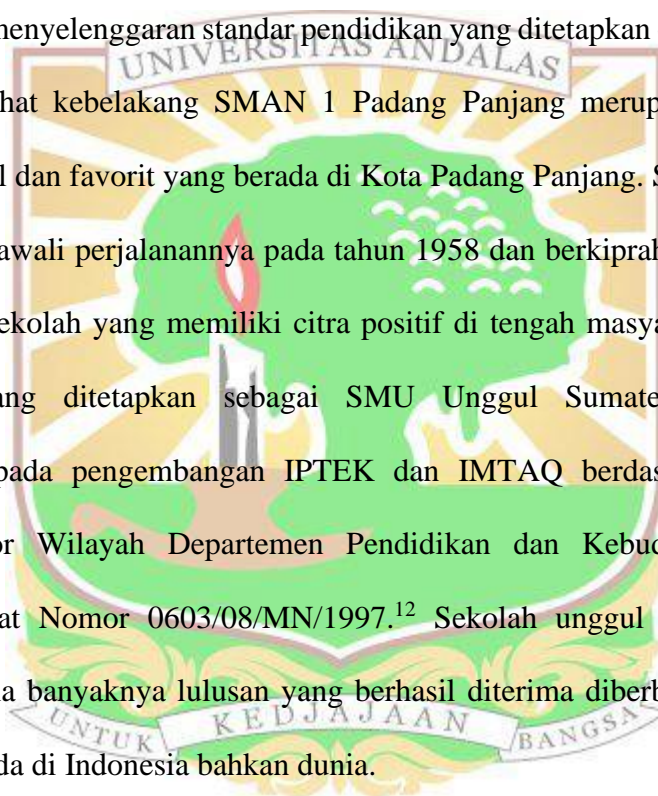 menyelenggaran standar pendidikan yang ditetapkan
UNIVERSITAS ANDALAS
hat kebelakang SMAN 1 Padang Panjang merup
l dan favorit yang berada di Kota Padang Panjang. S
awali perjalanannya pada tahun 1958 dan berkiprah
ekolah yang memiliki citra positif di tengah masya
ang ditetapkan sebagai SMU Unggul Sumate
pada pengembangan IPTEK dan IMTAQ berdas
or Wilayah Departemen Pendidikan dan Kebud
at Nomor 0603/08/MN/1997.12 Sekolah unggul
a banyaknya lulusan yang berhasil diterima diberb
UNTUK KEDJAJAAN BANGSA
da di Indonesia bahkan dunia.